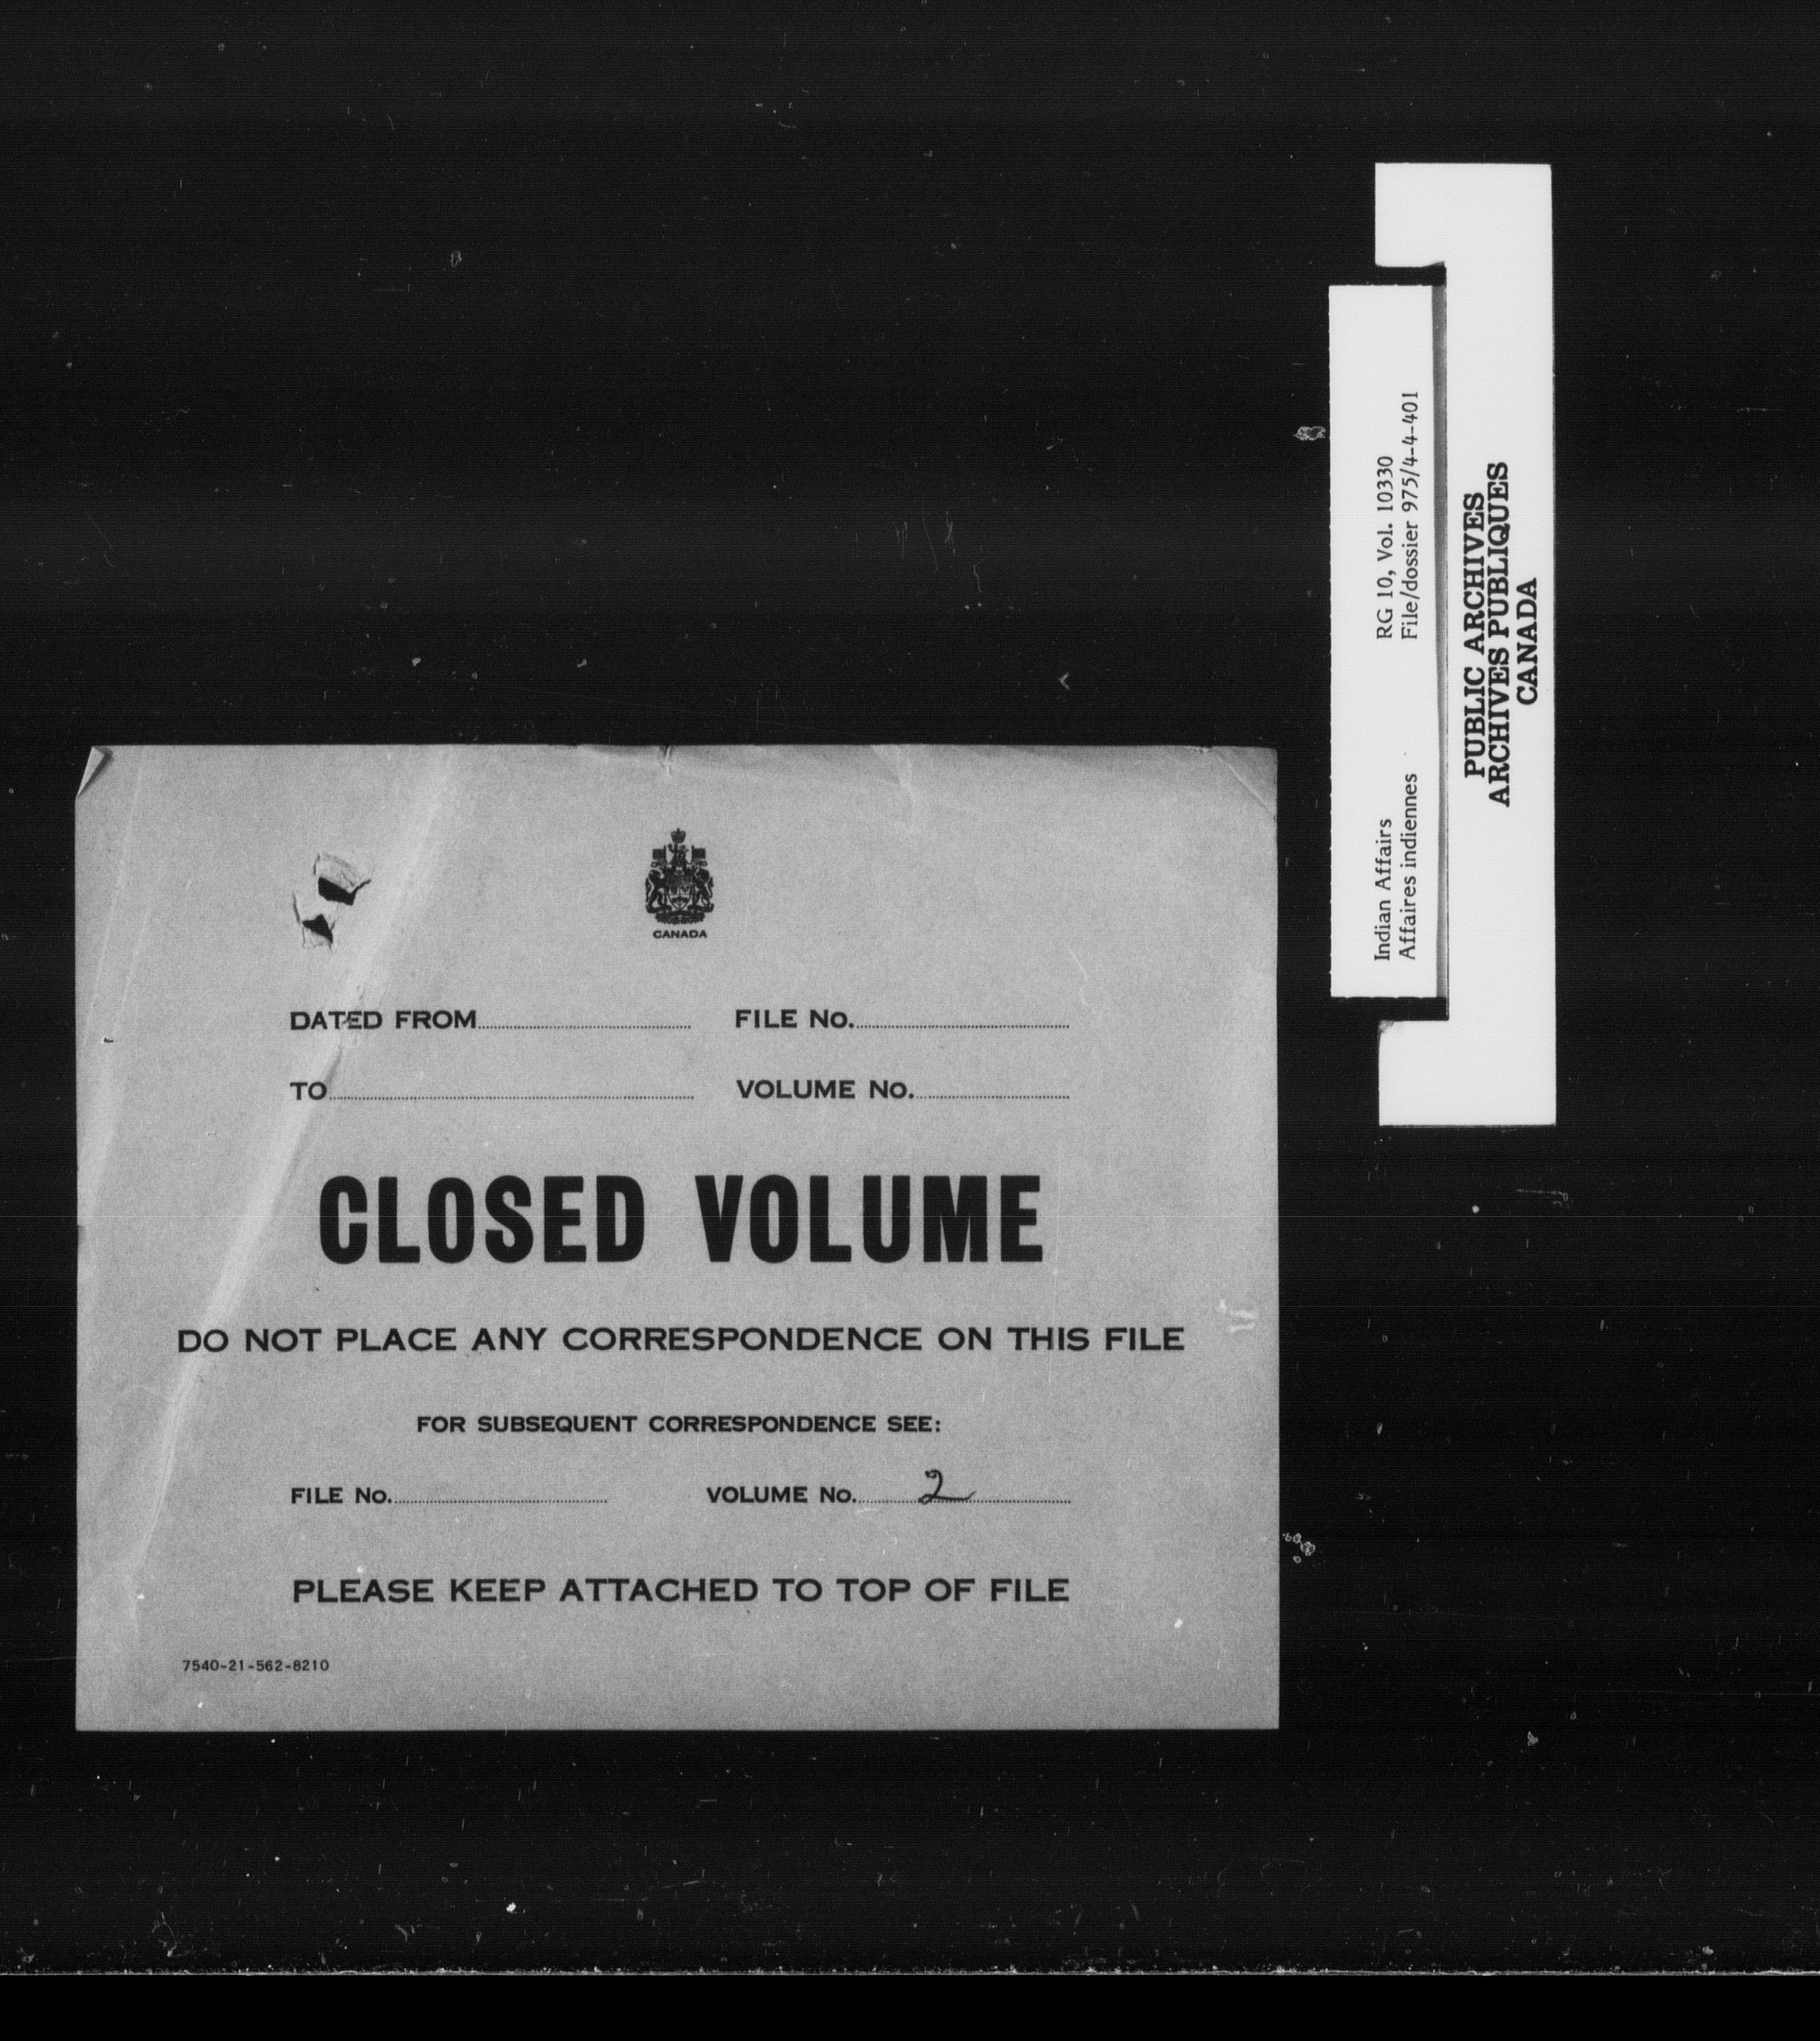 CANADA
DATED FROM FILE No.
TO VOLUME No.
CLOSED VOLUME
DO NOT PLACE ANY CORRESPONDENCE ON THIS FILE
FOR SUBSEQUENT CORRESPONDENCE SEE:
FILE No. VOLUME No. 2
PLEASE KEEP ATTACHED TO TOP OF FILE
7540-21-562-8210
Indian Affairs RG 10, Vol. 10330
Affaires indiennes File/dossier 975/4-4-401
PUBLIC ARCHIVES
ARCHIVES PUBLIQUES
CANADA